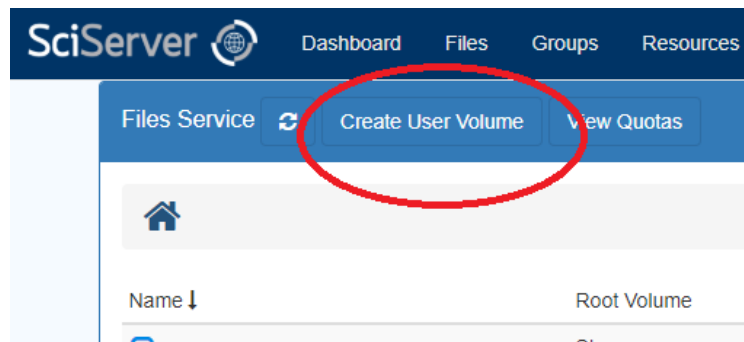 SciServer Dashboard Files Groups Resources
Files Service Create User Volume View Quotas
Name Root Volume